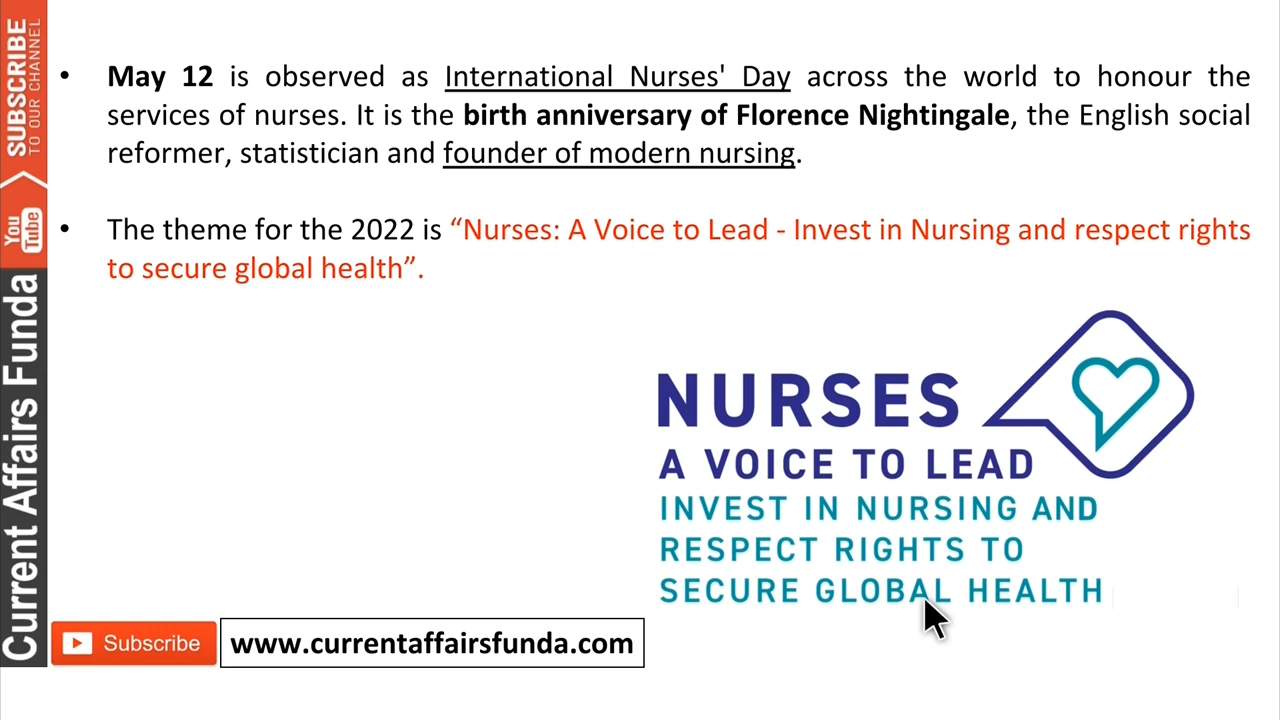 • May 12 is observed as International Nurses' Day across the world to honour the
services of nurses. It is the birth anniversary of Florence Nightingale, the English social
reformer, statistician and founder of modern nursing.
• The theme for the 2022 is “Nurses: A Voice to Lead - Invest in Nursing and respect rights
to secure global health”.
NURSES
A VOICE TO LEAD
INVEST IN NURSING AND
RESPECT RIGHTS TO
SECURE GLOBAL HEALTH
SUBSCRIBE
TO OUR CHANNEL
You
Tube
Current Affairs Funda
Subscribe
www.currentaffairsfunda.com